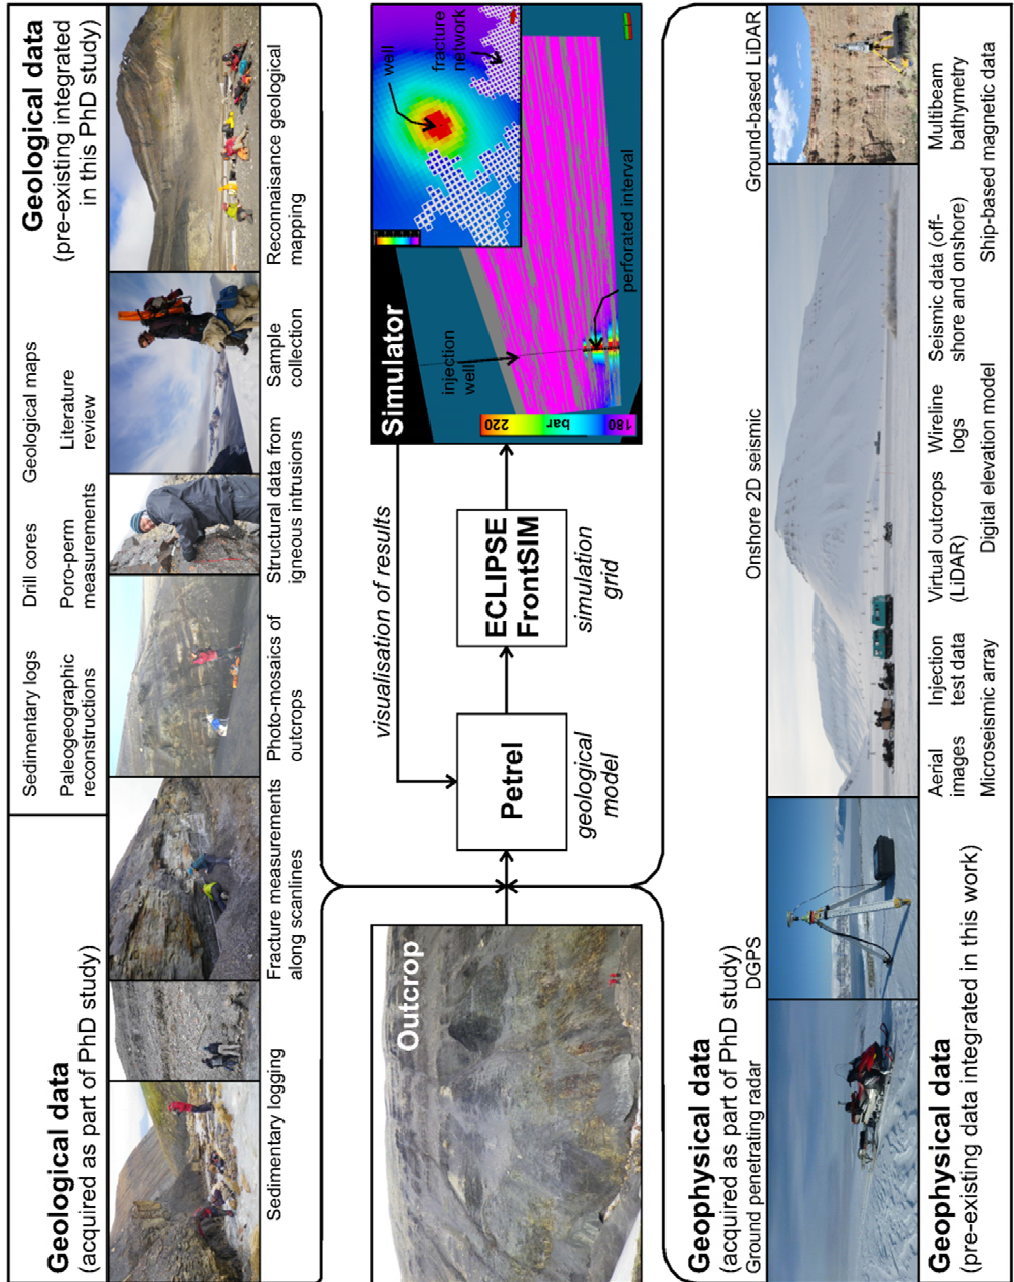 Geological data
(acquired as part of PhD study)
Sedimentary logs
Drill cores
Geological maps
Paleogeographic
reconstructions
Poro-perm
measurements
Literature
review
Geological data
(pre-existing integrated
in this PhD study)
Sedimentary logging
Fracture measurements
along scanlines
Photo-mosaics of
outcrops
Structural data from
igneous intrusions
Sample
collection
Reconnaisance geological
mapping
Outcrop
visualisation of results
Petrel
geological
model
ECLIPSE
FrontSIM
simulation
grid
Simulator
injection
well
well
fracture
network
perforated interval
220
bar
180
Geophysical data
(acquired as part of PhD study)
Ground penetrating radar
DGPS
Onshore 2D seismic
Ground-based LiDAR
Geophysical data
(pre-existing data integrated in this work)
Aerial
images
Injection
test data
Virtual outcrops
(LiDAR)
Wireline
logs
Seismic data (off-
shore and onshore)
Multibeam
bathymetry
Microseismic array
Digital elevation model
Ship-based magnetic data